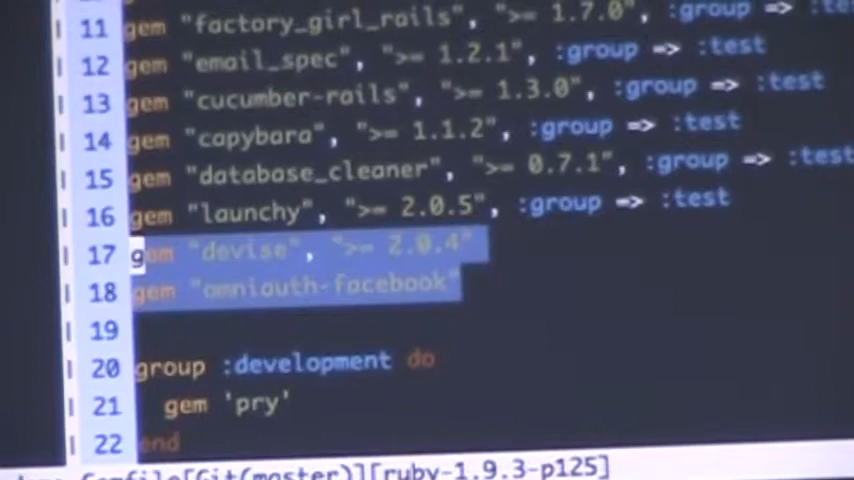 11 gem "factory_girl_rails", ">= 1.7.0", :group => :te
12 gem "email_spec", ">= 1.2.1", :group => :test
13 gem "cucumber-rails", ">= 1.3.0", :group => :test
14 gem "capybara", ">= 1.1.2", :group => :test
15 gem "database_cleaner", ">= 0.7.1", :group => :test
16 gem "launchy", ">= 2.0.5", :group => :test
17 gem "devise", ">= 2.0.4"
18 gem "omniauth-facebook"
19
20 group :development do
21 gem 'pry'
22 end
Gemfile[Git(master)][ruby-1.9.3-p125]